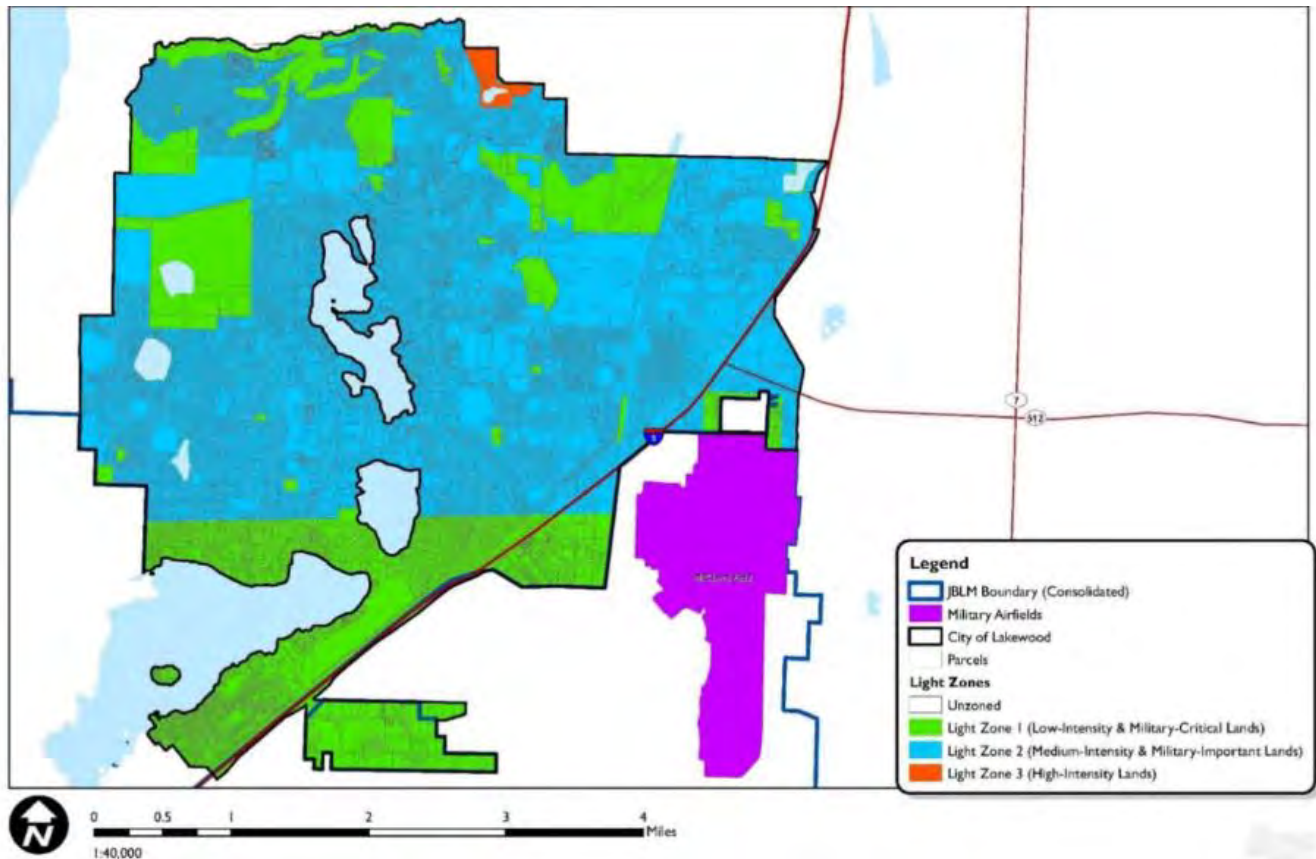 7
512
5
McChord Field
Legend
JBLM Boundary (Consolidated)
Military Airfields
City of Lakewood
Parcels
Light Zones
Unzoned
Light Zone 1 (Low-Intensity & Military-Critical Lands)
Light Zone 2 (Medium-Intensity & Military-Important Lands)
Light Zone 3 (High-Intensity Lands)
N
0 0.5 1 2 3 4 Miles
1:40,000